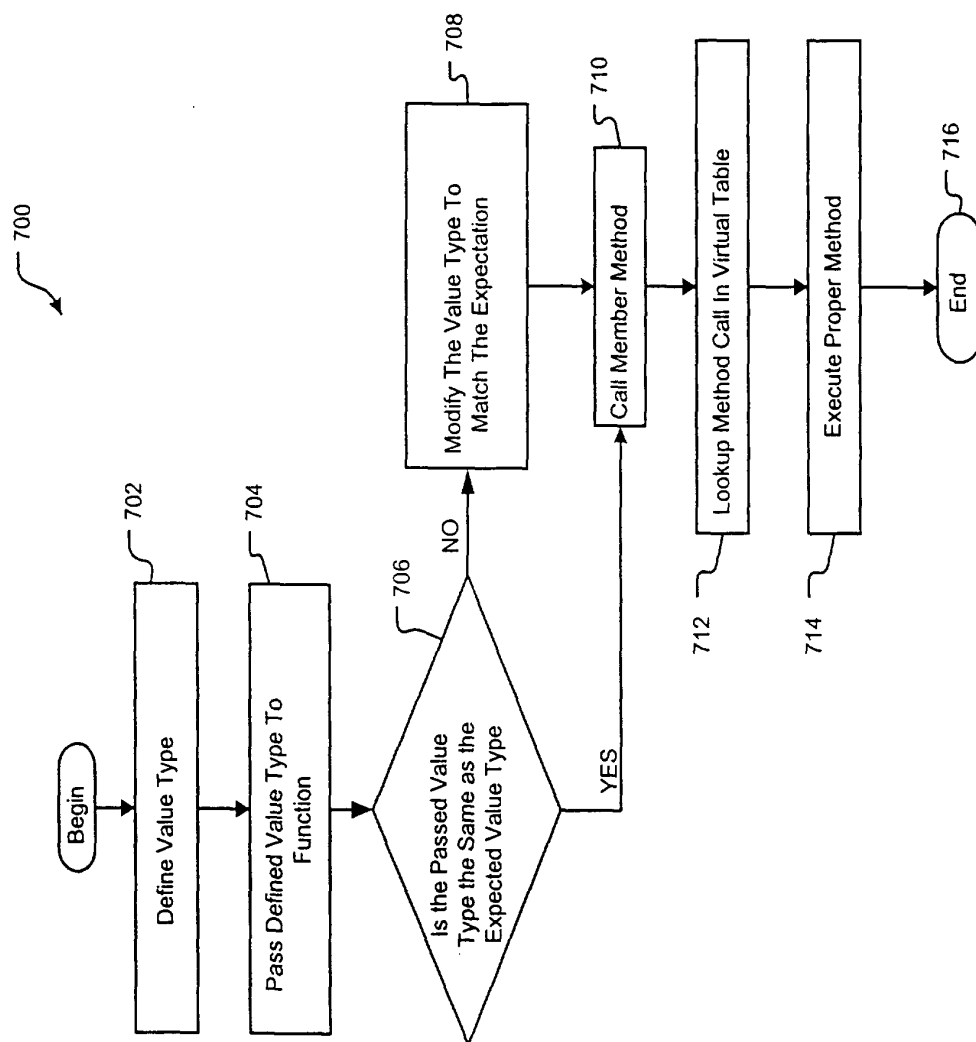 700
Begin
Define Value Type
702
Pass Defined Value Type To
Function
704
Is the Passed Value
Type the Same as the
Expected Value Type
706
NO
YES
Modify The Value Type To
Match The Expectation
708
Call Member Method
710
Lookup Method Call In Virtual Table
712
Execute Proper Method
714
End
716